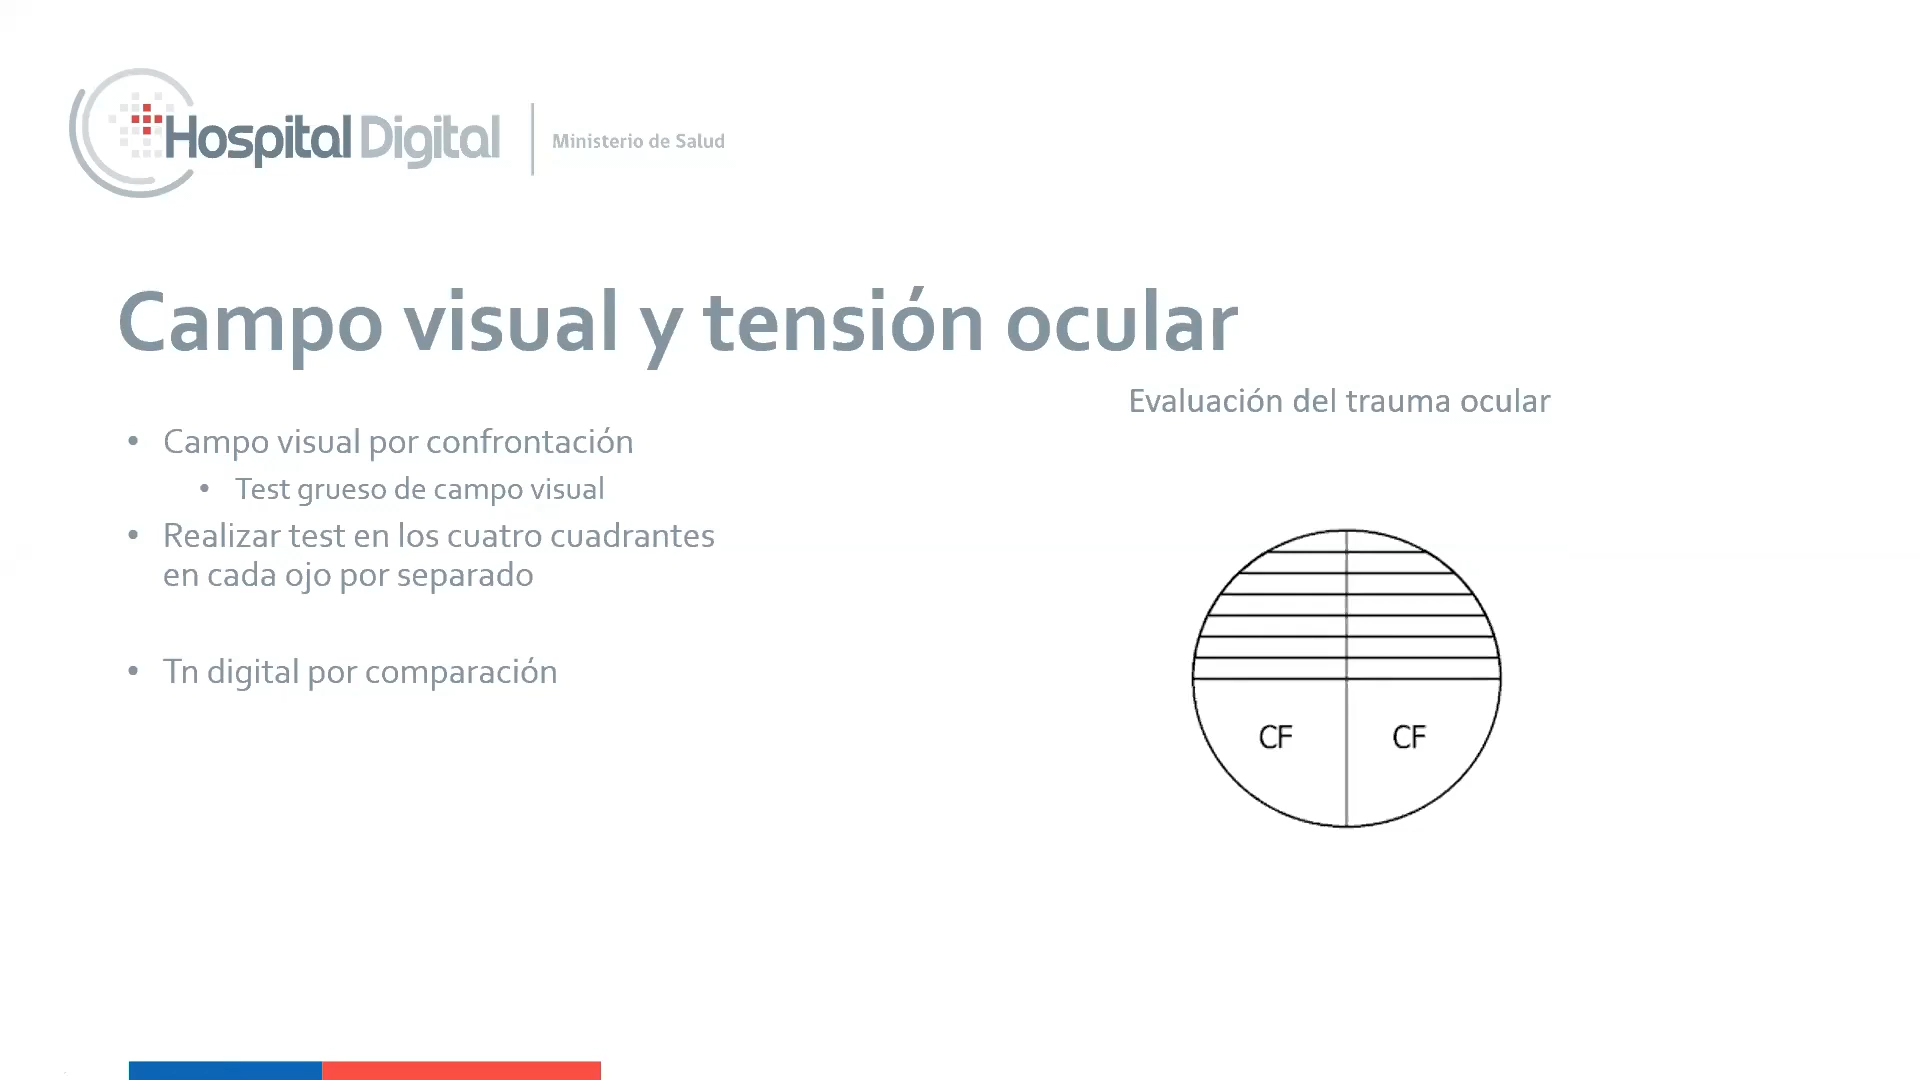 Hospital Digital
Ministerio de Salud
Campo visual y tensión ocular
Evaluación del trauma ocular
• Campo visual por confrontación
• Test grueso de campo visual
• Realizar test en los cuatro cuadrantes
en cada ojo por separado
• Tn digital por comparación
CF CF